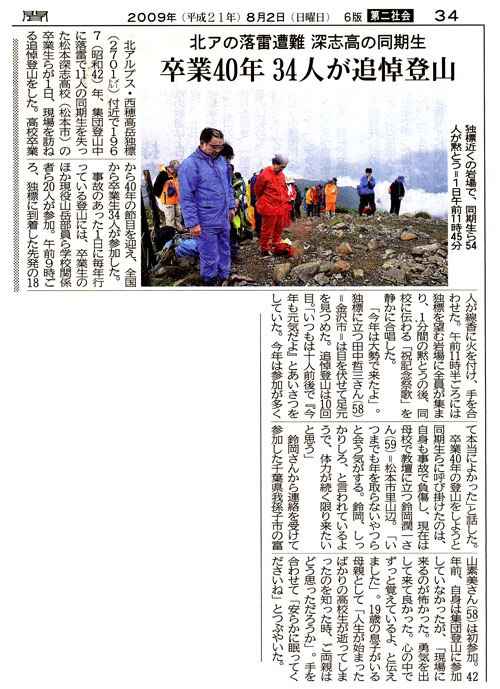 聞
2009年(平成21年)8月2日(日曜日) 6版 第二社会 34
北アの落雷遭難 深志高の同期生
卒業40年 34人が追悼登山
独標近くの岩場で、同期生ら54
人が黙とう=1日午前11時45分
北アルプス・西穂高岳独標
(2701㍍)付近で196
7(昭和42)年、集団登山中
に落雷で11人の同期生を失っ
た松本深志高校(松本市)の
卒業生らが1日、現場を訪ね
る追悼登山をした。高校卒業
から40年の節目を迎え、全国
から卒業生34人が参加した。
事故のあった1日に毎年行
っている登山には、卒業生の
ほか現役山岳部員ら学校関係
者ら20人が参加。午前9時ご
ろ、独標に到着した先発の18
人が線香に火を付け、手を合
わせた。午前11時半ごろには
独標を望む岩場に全員が集ま
り、1分間の黙とうの後、同
校に伝わる「祝記念祭歌」を
静かに合唱した。
「今年は大勢で来たよ」。
独標に立つ田中哲三さん(58)
=金沢市=は目を伏せて足元
を見つめた。追悼登山は10回
目。「いつもは十人前後で『今
年も元気だよ』とあいさつを
していた。今年は参加が多く
て本当によかった」と話した。
卒業40年の登山をしようと
同期生らに呼び掛けたのは、
自身も事故で負傷し、現在は
母校で教壇に立つ鈴岡潤一さ
ん(59)=松本市里山辺。「い
つまでも年を取らないやつら
と会う気がする。鈴岡、しっ
かりしろ、と言われているよ
うで、体力が続く限り来たい
と思う」
鈴岡さんから連絡を受けて
参加した千葉県我孫子市の富
山素美さん(58)は初参加。42
年前、自身は集団登山に参加
していなかったが、「現場に
来るのが怖かった。勇気を出
して来て良かった。心の中で
ずっと覚えているよ、と伝え
ました」。19歳の息子がいる
母親として「人生が始まった
ばかりの高校生が逝ってしま
ったのを知った時、ご両親は
どう思っただろうか」。手を
合わせて「安らかに眠ってく
ださいね」とつぶやいた。